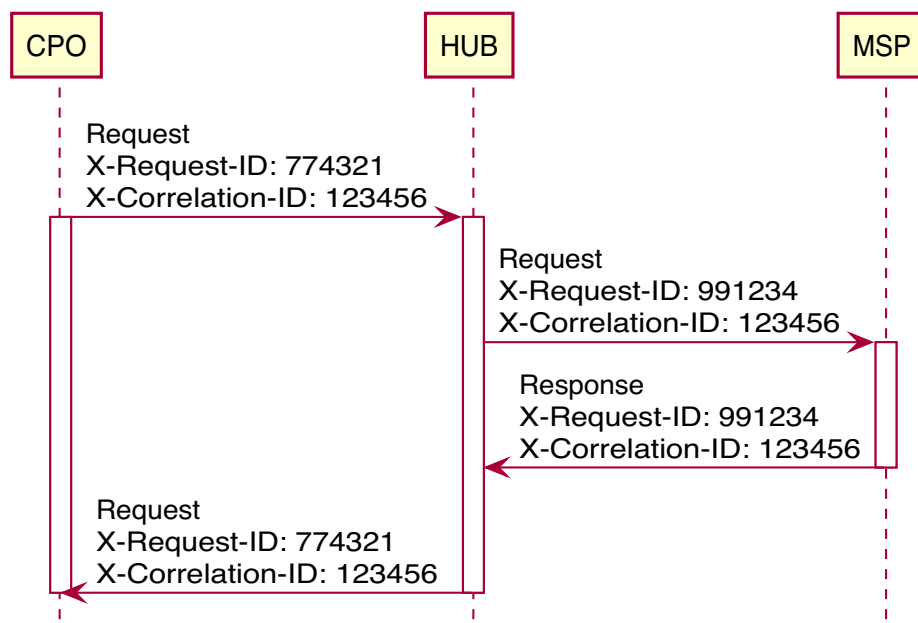 CPO
HUB
MSP
Request
X-Request-ID: 774321
X-Correlation-ID: 123456
Request
X-Request-ID: 991234
X-Correlation-ID: 123456
Response
X-Request-ID: 991234
X-Correlation-ID: 123456
Request
X-Request-ID: 774321
X-Correlation-ID: 123456